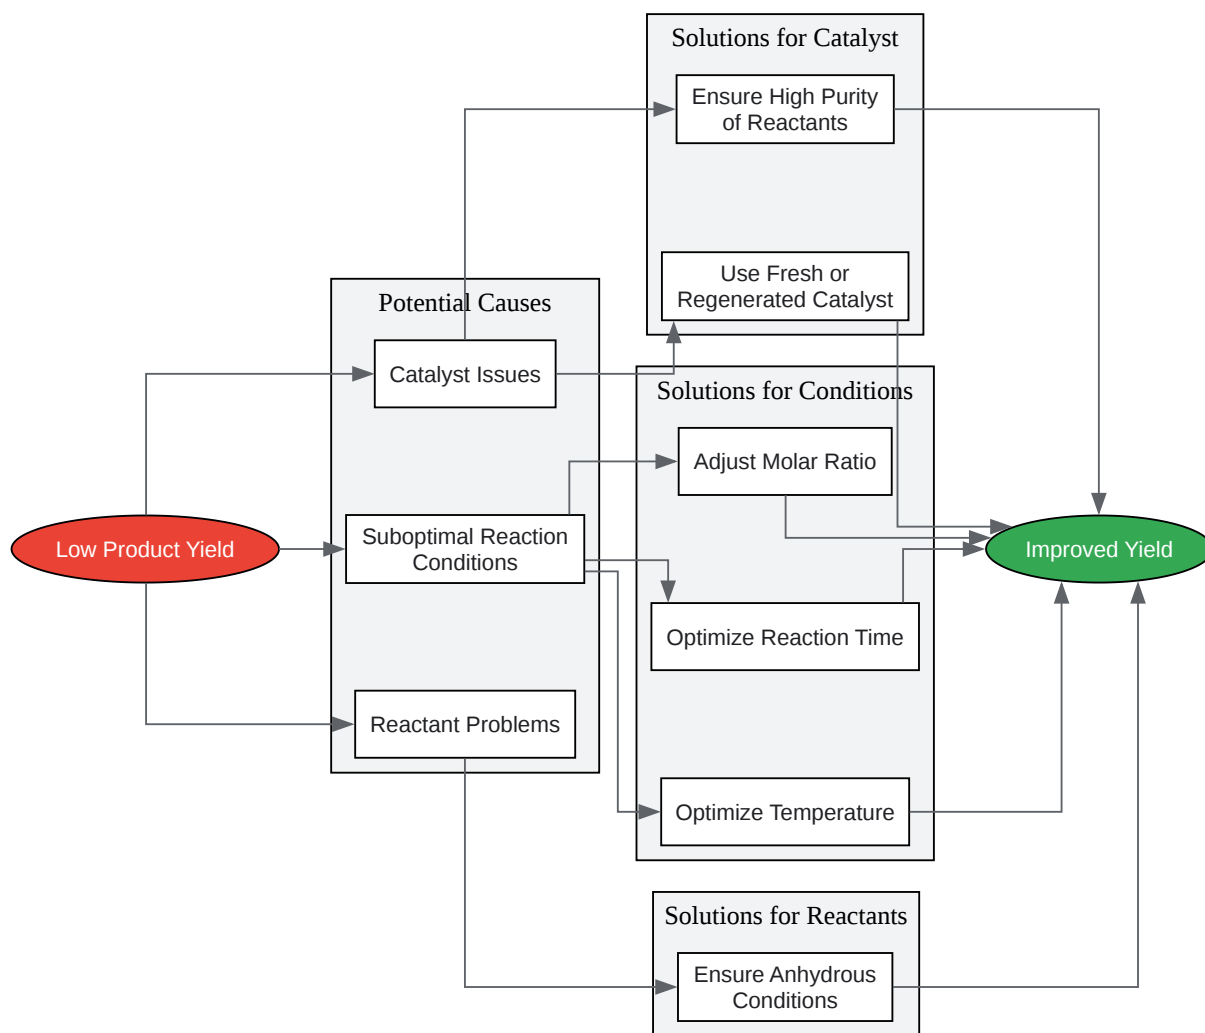 Solutions for Catalyst
Ensure High Purity
of Reactants
Use Fresh or
Regenerated Catalyst
Potential Causes
Catalyst Issues
Suboptimal Reaction
Conditions
Reactant Problems
Low Product Yield
Solutions for Conditions
Adjust Molar Ratio
Optimize Reaction Time
Optimize Temperature
Improved Yield
Solutions for Reactants
Ensure Anhydrous
Conditions